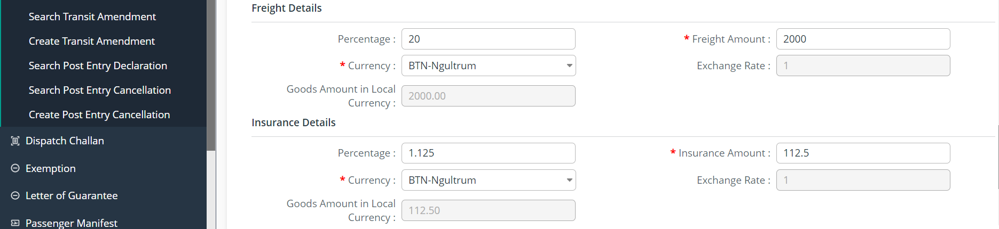 Search Transit Amendment
Create Transit Amendment
Search Post Entry Declaration
Search Post Entry Cancellation
Create Post Entry Cancellation
Dispatch Challan
Exemption
Letter of Guarantee
Passenger Manifest
Freight Details
Percentage : 20
* Freight Amount : 2000
* Currency : BTN-Ngultrum
Exchange Rate : 1
Goods Amount in Local
Currency : 2000.00
Insurance Details
Percentage : 1.125
* Insurance Amount : 112.5
* Currency : BTN-Ngultrum
Exchange Rate : 1
Goods Amount in Local
Currency : 112.50